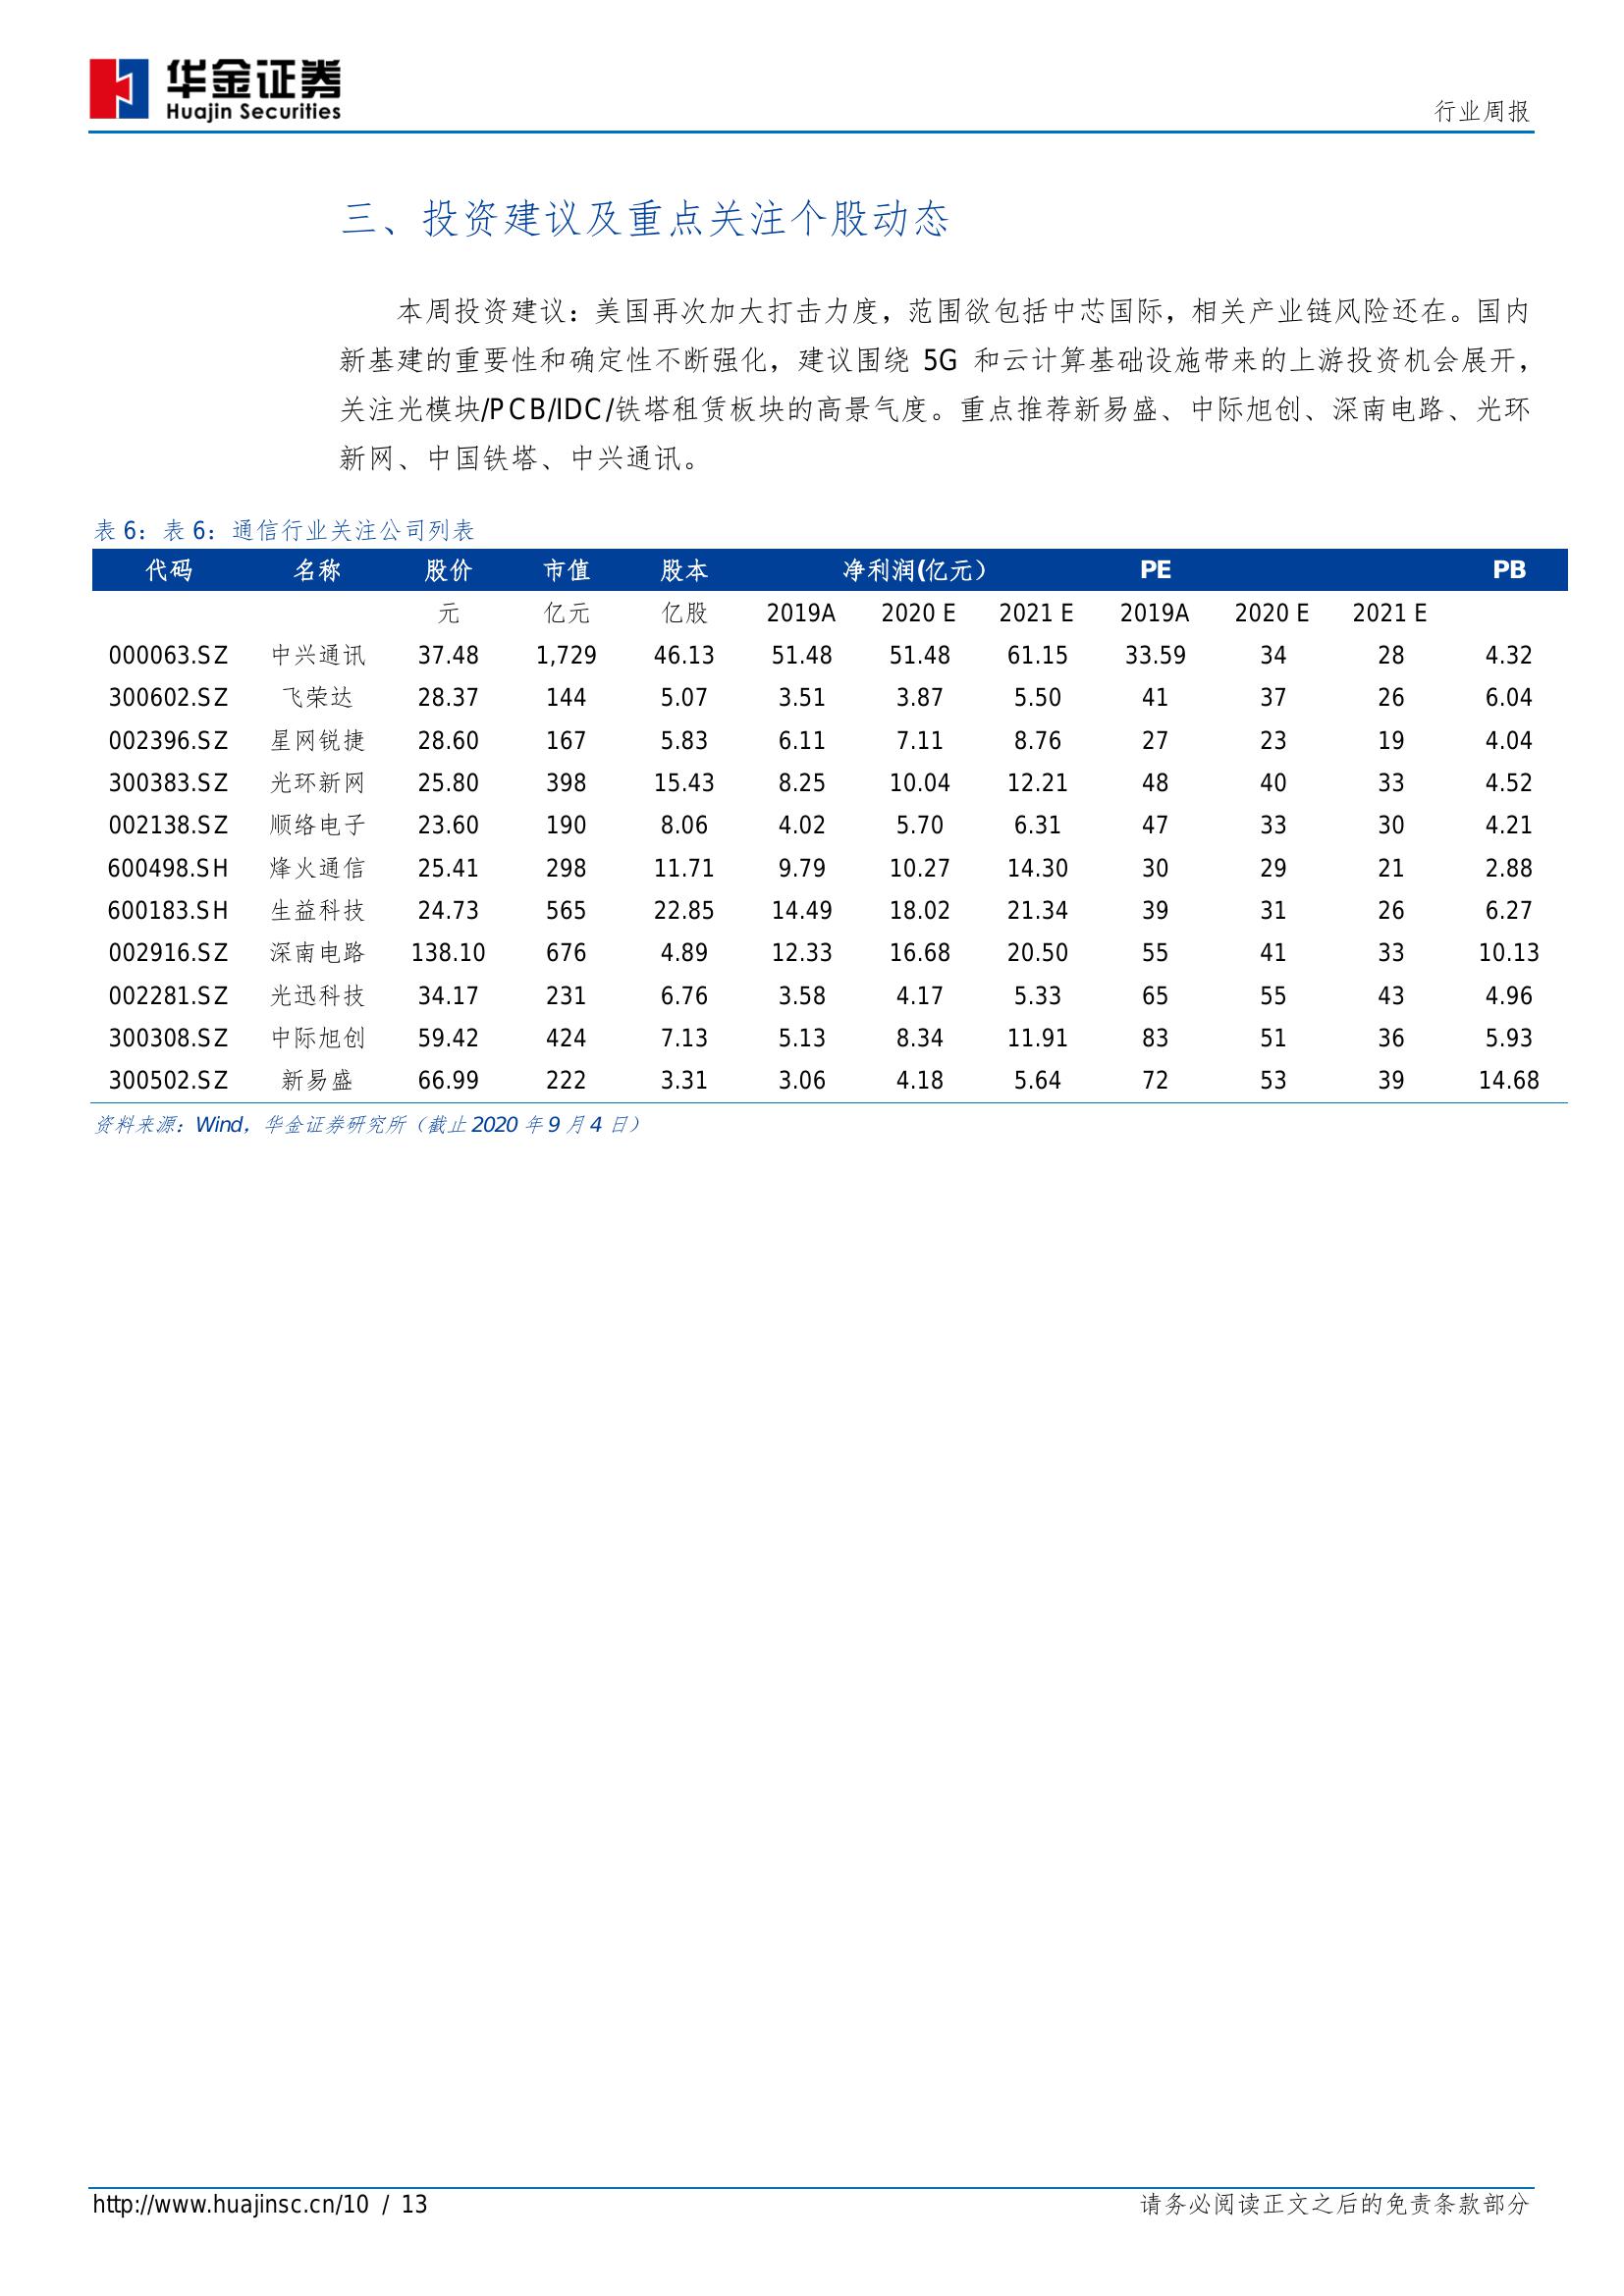 华金证券
Huajin Securities
行业周报
三、投资建议及重点关注个股动态
本周投资建议：美国再次加大打击力度，范围欲包括中芯国际，相关产业链风险还在。国内
新基建的重要性和确定性不断强化，建议围绕 5G 和云计算基础设施带来的上游投资机会展开，
关注光模块/PCB/IDC/铁塔租赁板块的高景气度。重点推荐新易盛、中际旭创、深南电路、光环
新网、中国铁塔、中兴通讯。
表 6：表 6：通信行业关注公司列表
代码 名称 股价 市值 股本 净利润(亿元） PE PB
元 亿元 亿股 2019A 2020 E 2021 E 2019A 2020 E 2021 E
000063.SZ 中兴通讯 37.48 1,729 46.13 51.48 51.48 61.15 33.59 34 28 4.32
300602.SZ 飞荣达 28.37 144 5.07 3.51 3.87 5.50 41 37 26 6.04
002396.SZ 星网锐捷 28.60 167 5.83 6.11 7.11 8.76 27 23 19 4.04
300383.SZ 光环新网 25.80 398 15.43 8.25 10.04 12.21 48 40 33 4.52
002138.SZ 顺络电子 23.60 190 8.06 4.02 5.70 6.31 47 33 30 4.21
600498.SH 烽火通信 25.41 298 11.71 9.79 10.27 14.30 30 29 21 2.88
600183.SH 生益科技 24.73 565 22.85 14.49 18.02 21.34 39 31 26 6.27
002916.SZ 深南电路 138.10 676 4.89 12.33 16.68 20.50 55 41 33 10.13
002281.SZ 光迅科技 34.17 231 6.76 3.58 4.17 5.33 65 55 43 4.96
300308.SZ 中际旭创 59.42 424 7.13 5.13 8.34 11.91 83 51 36 5.93
300502.SZ 新易盛 66.99 222 3.31 3.06 4.18 5.64 72 53 39 14.68
资料来源：Wind，华金证券研究所（截止 2020 年 9 月 4 日）
http://www.huajinsc.cn/10 / 13
请务必阅读正文之后的免责条款部分